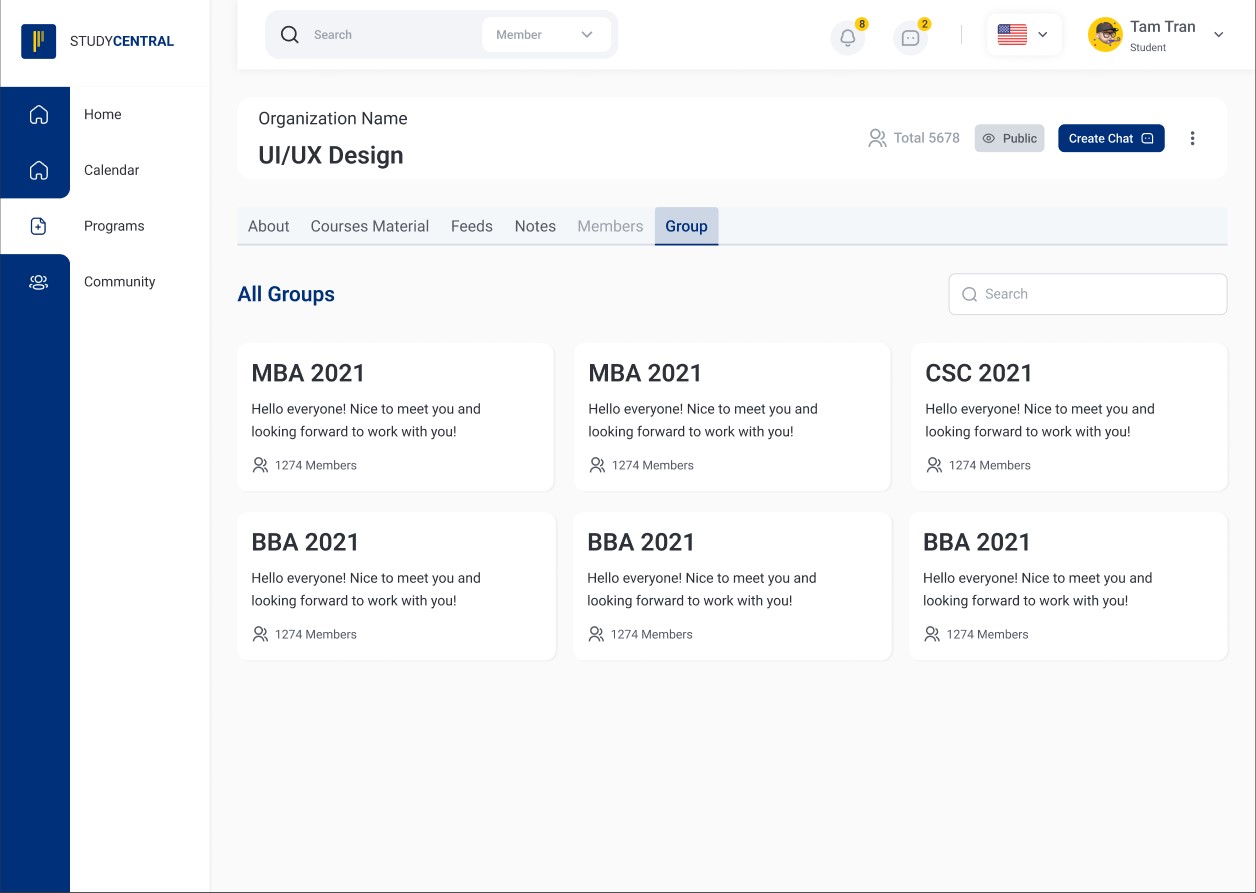 STUDYCENTRAL
Search
Member
8
2
Tam Tran
Student
Home
Calendar
Programs
Community
Organization Name
UI/UX Design
Total 5678
Public
Create Chat
About
Courses Material
Feeds
Notes
Members
Group
All Groups
Search
MBA 2021
Hello everyone! Nice to meet you and
looking forward to work with you!
1274 Members
MBA 2021
Hello everyone! Nice to meet you and
looking forward to work with you!
1274 Members
CSC 2021
Hello everyone! Nice to meet you and
looking forward to work with you!
1274 Members
BBA 2021
Hello everyone! Nice to meet you and
looking forward to work with you!
1274 Members
BBA 2021
Hello everyone! Nice to meet you and
looking forward to work with you!
1274 Members
BBA 2021
Hello everyone! Nice to meet you and
looking forward to work with you!
1274 Members